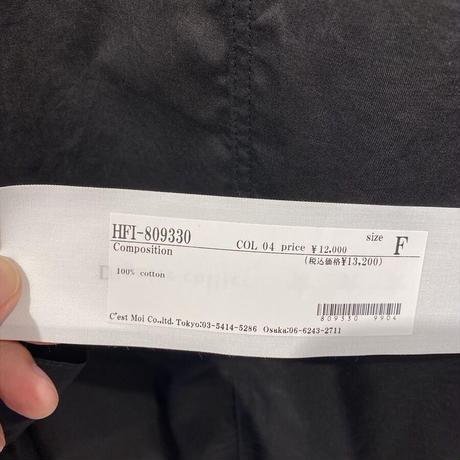 HFI-809330 COL 04 price ¥12,000 size F
Composition (税込価格¥13,200)
100% cotton
809330 9904
C'est Moi Co.,ltd. Tokyo:03-5414-5286 Osaka:06-6243-2711